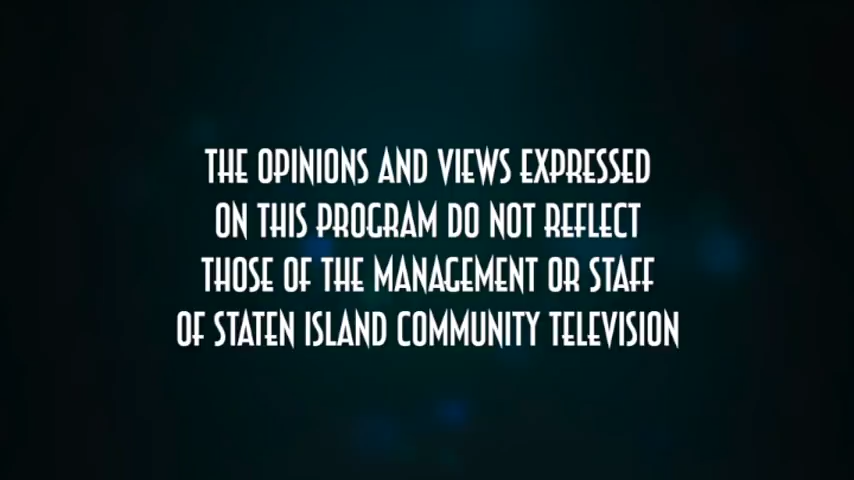 THE OPINIONS AND VIEWS EXPRESSED
ON THIS PROGRAM DO NOT REFLECT
THOSE OF THE MANAGEMENT OR STAFF
OF STATEN ISLAND COMMUNITY TELEVISION